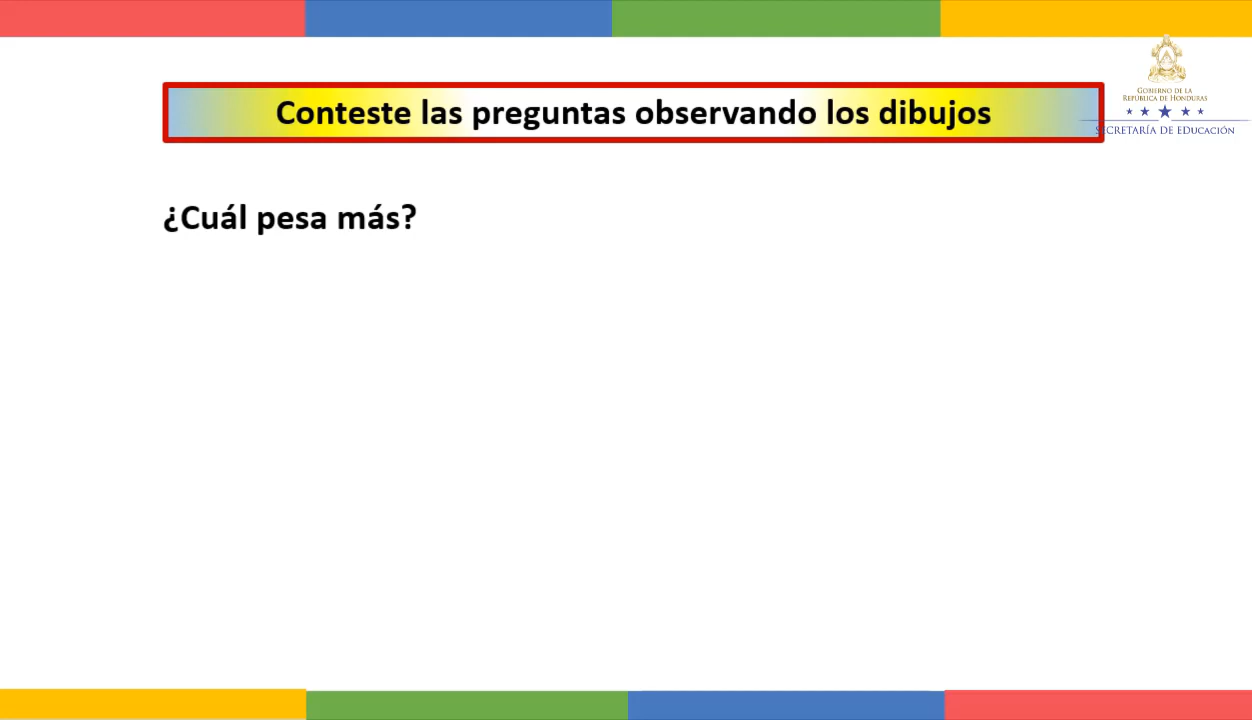 Conteste las preguntas observando los dibujos
GOBIERNO DE LA
REPÚBLICA DE HONDURAS
SECRETARÍA DE EDUCACIÓN
¿Cuál pesa más?